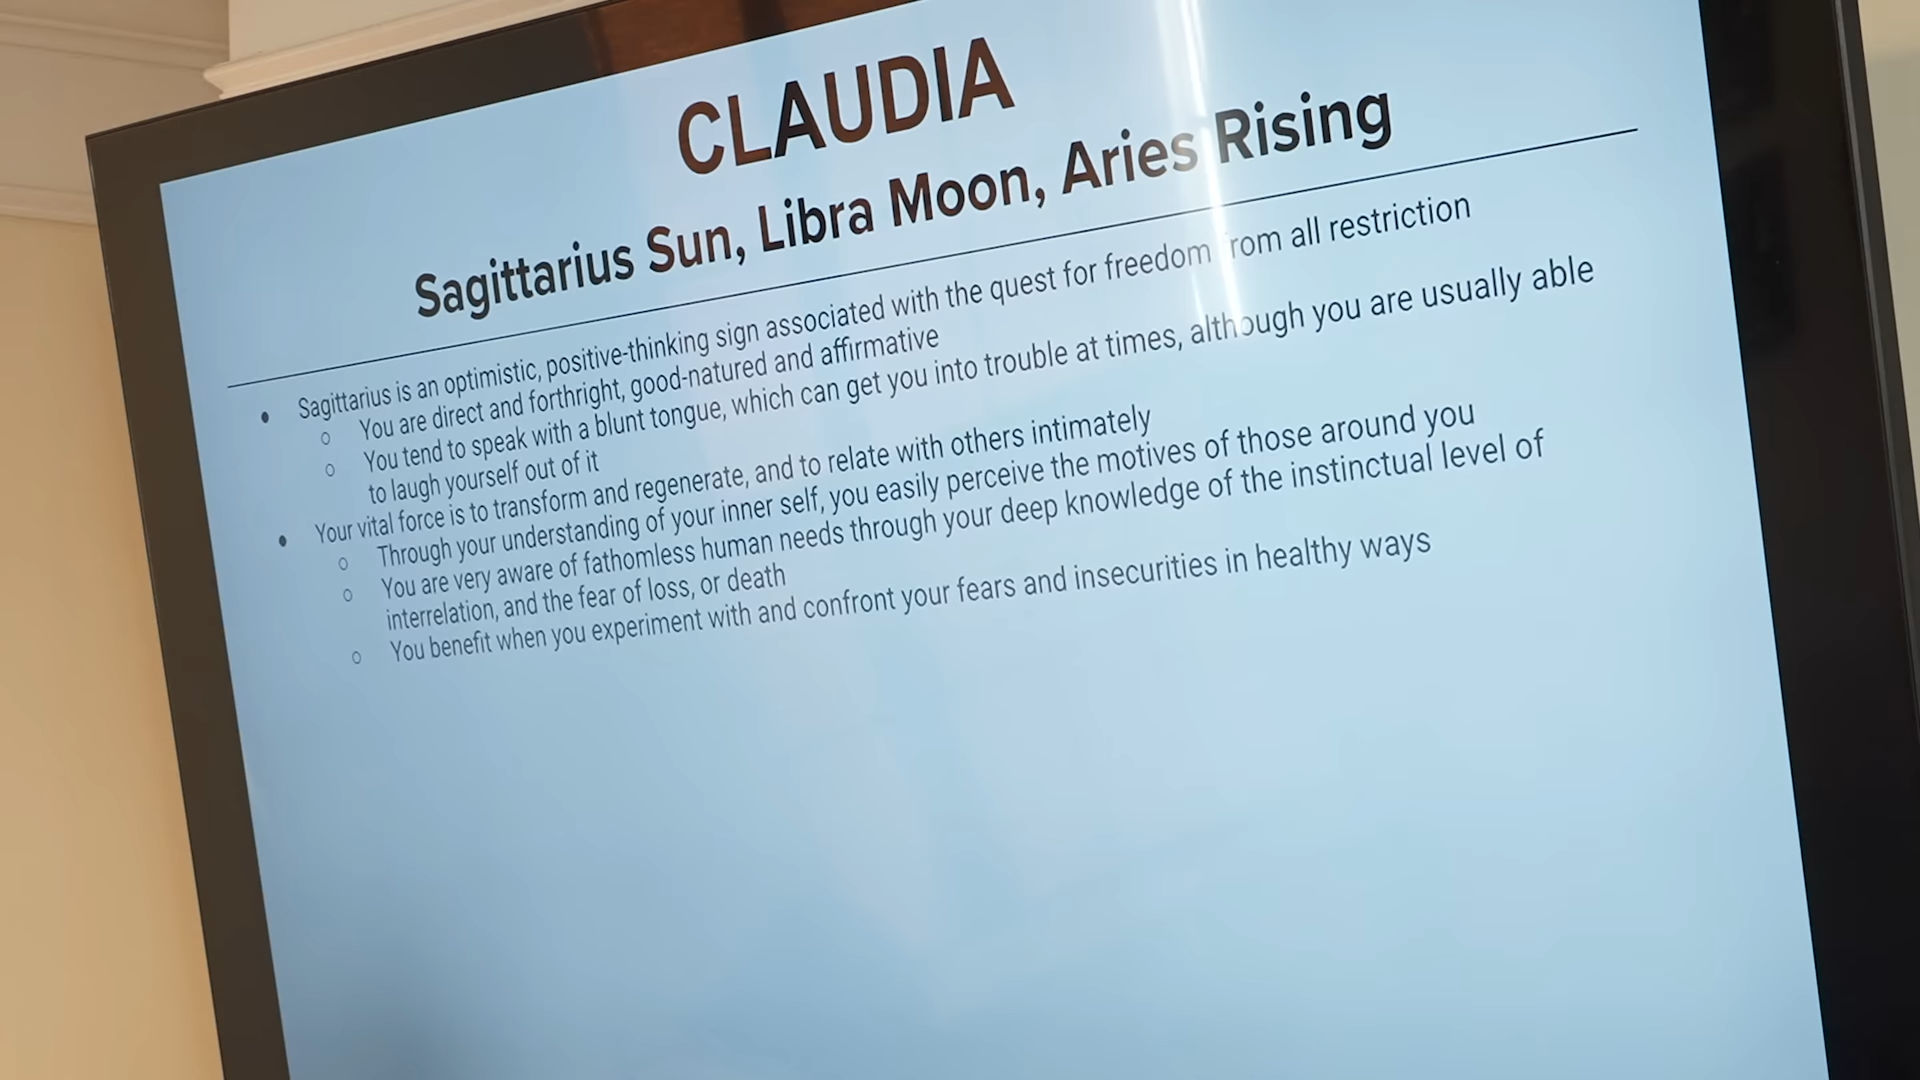 CLAUDIA
Sagittarius Sun, Libra Moon, Aries Rising
• Sagittarius is an optimistic, positive-thinking sign associated with the quest for freedom from all restriction
○ You are direct and forthright, good-natured and affirmative
○ You tend to speak with a blunt tongue, which can get you into trouble at times, although you are usually able
to laugh yourself out of it
• Your vital force is to transform and regenerate, and to relate with others intimately
○ Through your understanding of your inner self, you easily perceive the motives of those around you
○ You are very aware of fathomless human needs through your deep knowledge of the instinctual level of
interrelation, and the fear of loss, or death
○ You benefit when you experiment with and confront your fears and insecurities in healthy ways